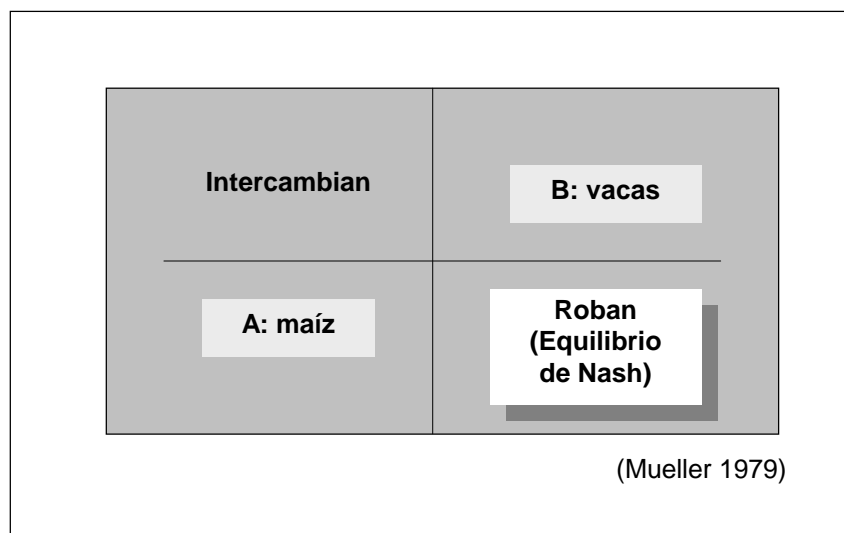 Intercambian
B: vacas
A: maíz
Roban
(Equilibrio
de Nash)
(Mueller 1979)